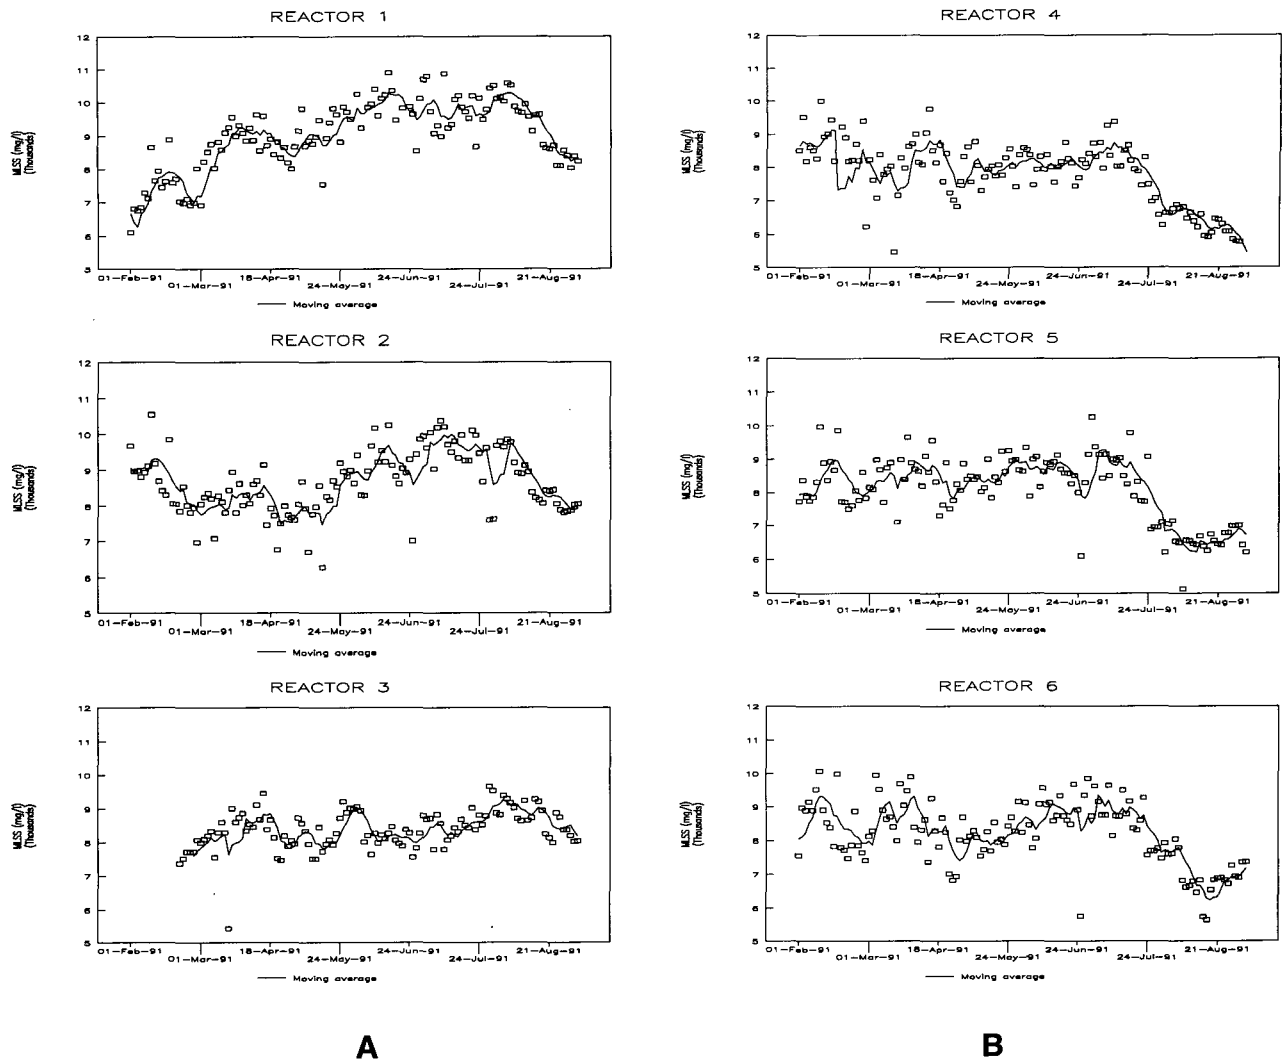 REACTOR 1
MLSS (mg/l)
(Thousands)
12
11
10
9
8
7
6
5
01-Feb-91 01-Mar-91 18-Apr-91 24-May-91 24-Jun-91 24-Jul-91 21-Aug-91
Moving average
REACTOR 2
MLSS (mg/l)
(Thousands)
12
11
10
9
8
7
6
5
01-Feb-91 01-Mar-91 18-Apr-91 24-May-91 24-Jun-91 24-Jul-91 21-Aug-91
Moving average
REACTOR 3
MLSS (mg/l)
(Thousands)
12
11
10
9
8
7
6
5
01-Feb-91 01-Mar-91 18-Apr-91 24-May-91 24-Jun-91 24-Jul-91 21-Aug-91
Moving average
A
REACTOR 4
MLSS (mg/l)
(Thousands)
12
11
10
9
8
7
6
5
01-Feb-91 01-Mar-91 18-Apr-91 24-May-91 24-Jun-91 24-Jul-91 21-Aug-91
Moving average
REACTOR 5
MLSS (mg/l)
(Thousands)
12
11
10
9
8
7
6
5
01-Feb-91 01-Mar-91 18-Apr-91 24-May-91 24-Jun-91 24-Jul-91 21-Aug-91
Moving average
REACTOR 6
MLSS (mg/l)
(Thousands)
12
11
10
9
8
7
6
5
01-Feb-91 01-Mar-91 18-Apr-91 24-May-91 24-Jun-91 24-Jul-91 21-Aug-91
Moving average
B